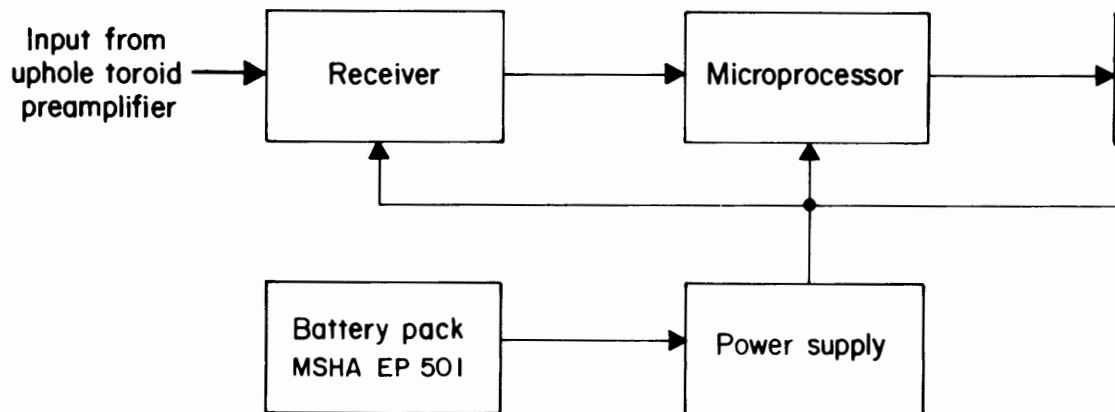 Input from
uphole toroid
preamplifier
Receiver
Microprocessor
Battery pack
MSHA EP 501
Power supply